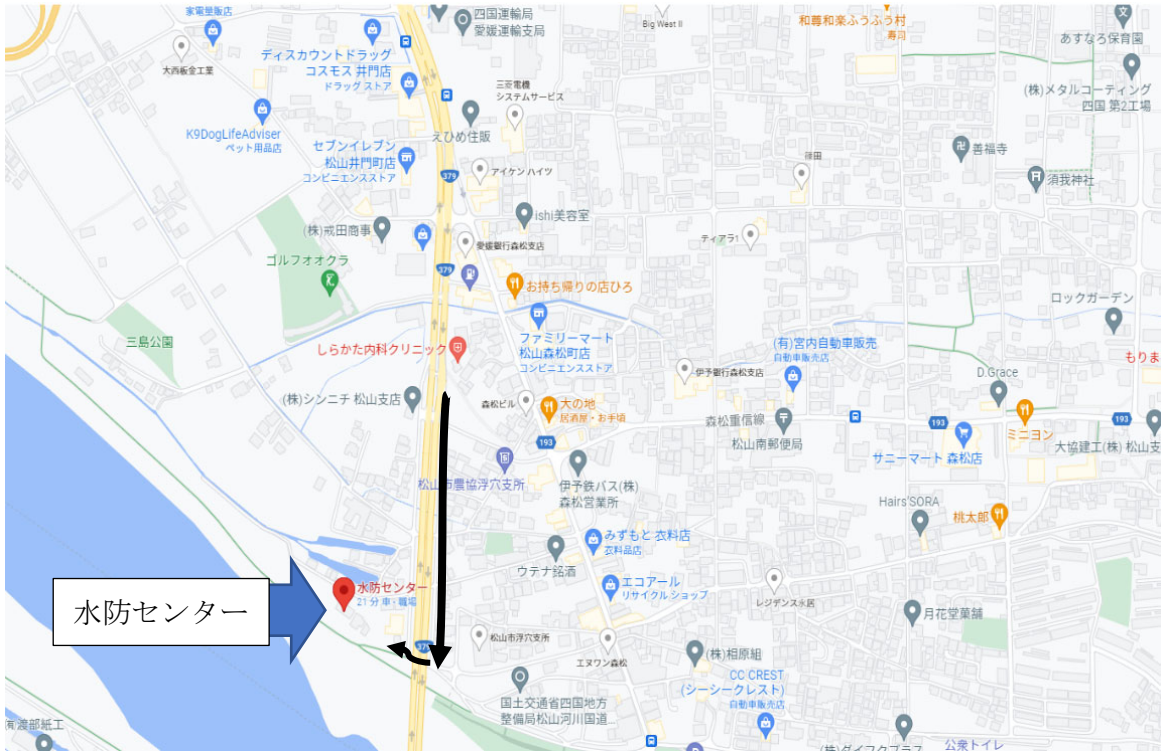 家電量販店
大西板金工業
ディスカウントドラッグ
コスモス 井門店
ドラッグストア
四国運輸局
愛媛運輸支局
Big West II
和尊和楽ふうふう村
寿司
あすなろ保育園
(株)メタルコーティング
四国 第2工場
三菱電機
システムサービス
K9DogLifeAdviser
ペット用品店
えひめ住販
セブンイレブン
松山井門町店
コンビニエンスストア
善福寺
379
アイケン ハイツ
篠田
須我神社
(株)戒田商事
ishi美容室
ティアラ1
愛媛銀行森松支店
ゴルフオオクラ
379
お持ち帰りの店ひろ
ロックガーデン
三島公園
しらかた内科クリニック
ファミリーマート
松山森松町店
コンビニエンスストア
(有)宮内自動車販売
自動車販売店
もりま
伊予銀行森松支店
D.Grace
(株)シンニチ 松山支店
森松ビル
大の地
居酒屋・お手頃
森松重信線
193
193
193
松山南郵便局
ミニヨン
サニーマート 森松店
大協建工(株) 松山支
松山市農協浮穴支所
伊予鉄バス(株)
森松営業所
Hairs'SORA
桃太郎
みずもと 衣料店
衣料品店
ウテナ銘酒
水防センター
水防センター
21 分 車・職場
エコアール
リサイクル ショップ
レジデンス水居
月花堂菓舗
379
松山市浮穴支所
エヌワン森松
(株)相原組
国土交通省四国地方
整備局松山河川国道...
CC CREST
(シーシークレスト)
自動車販売店
有)渡部紙工
(株)ダイフクプラス
公衆トイレ